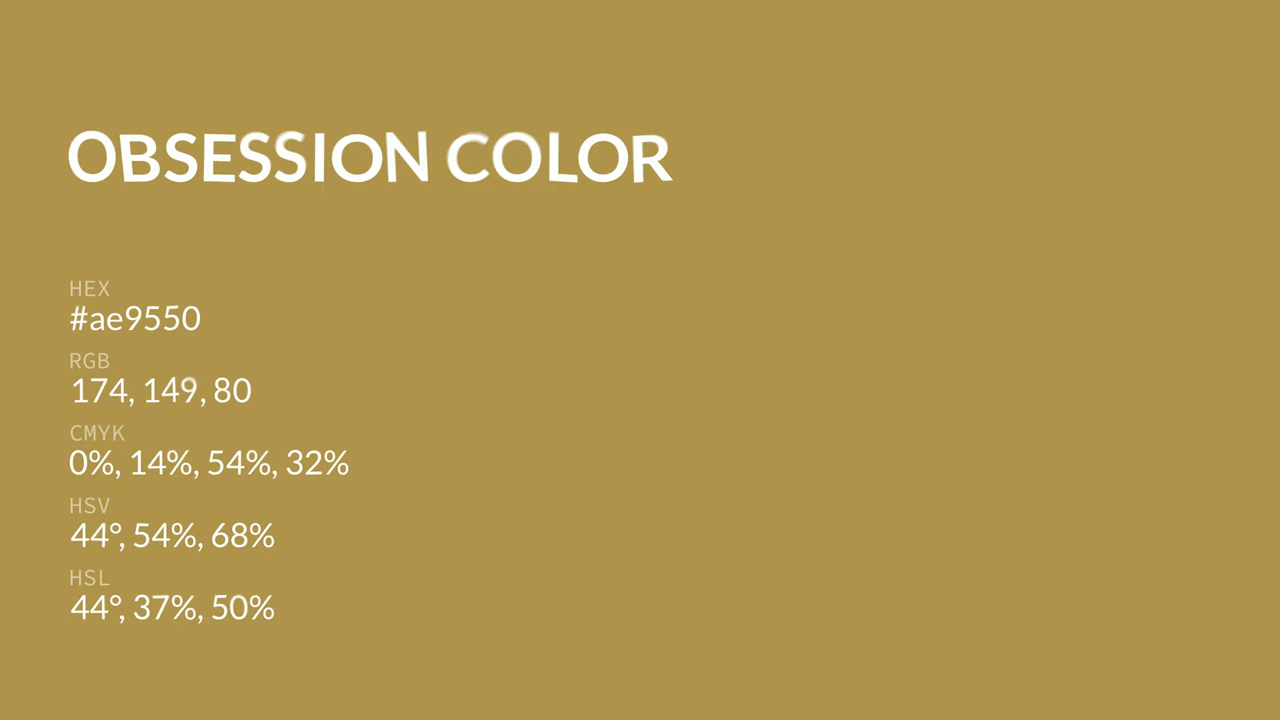 OBSESSION COLOR
HEX
#ae9550
RGB
174, 149, 80
CMYK
0%, 14%, 54%, 32%
HSV
44°, 54%, 68%
HSL
44°, 37%, 50%